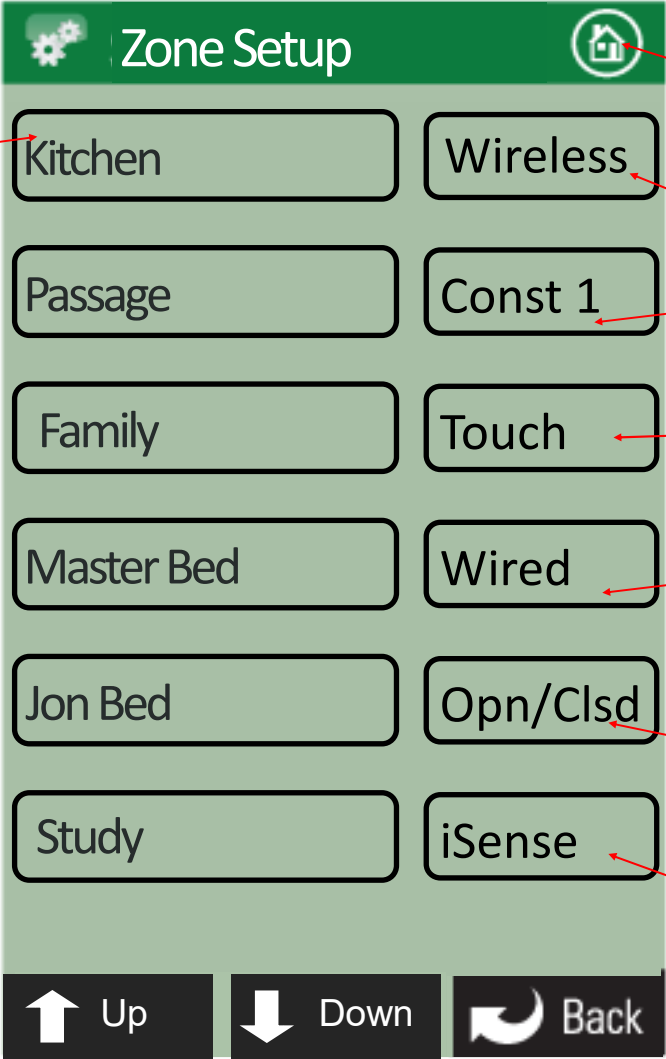 Zone Setup
Kitchen Wireless
Passage Const 1
Family Touch
Master Bed Wired
Jon Bed Opn/Clsd
Study iSense
Up Down Back